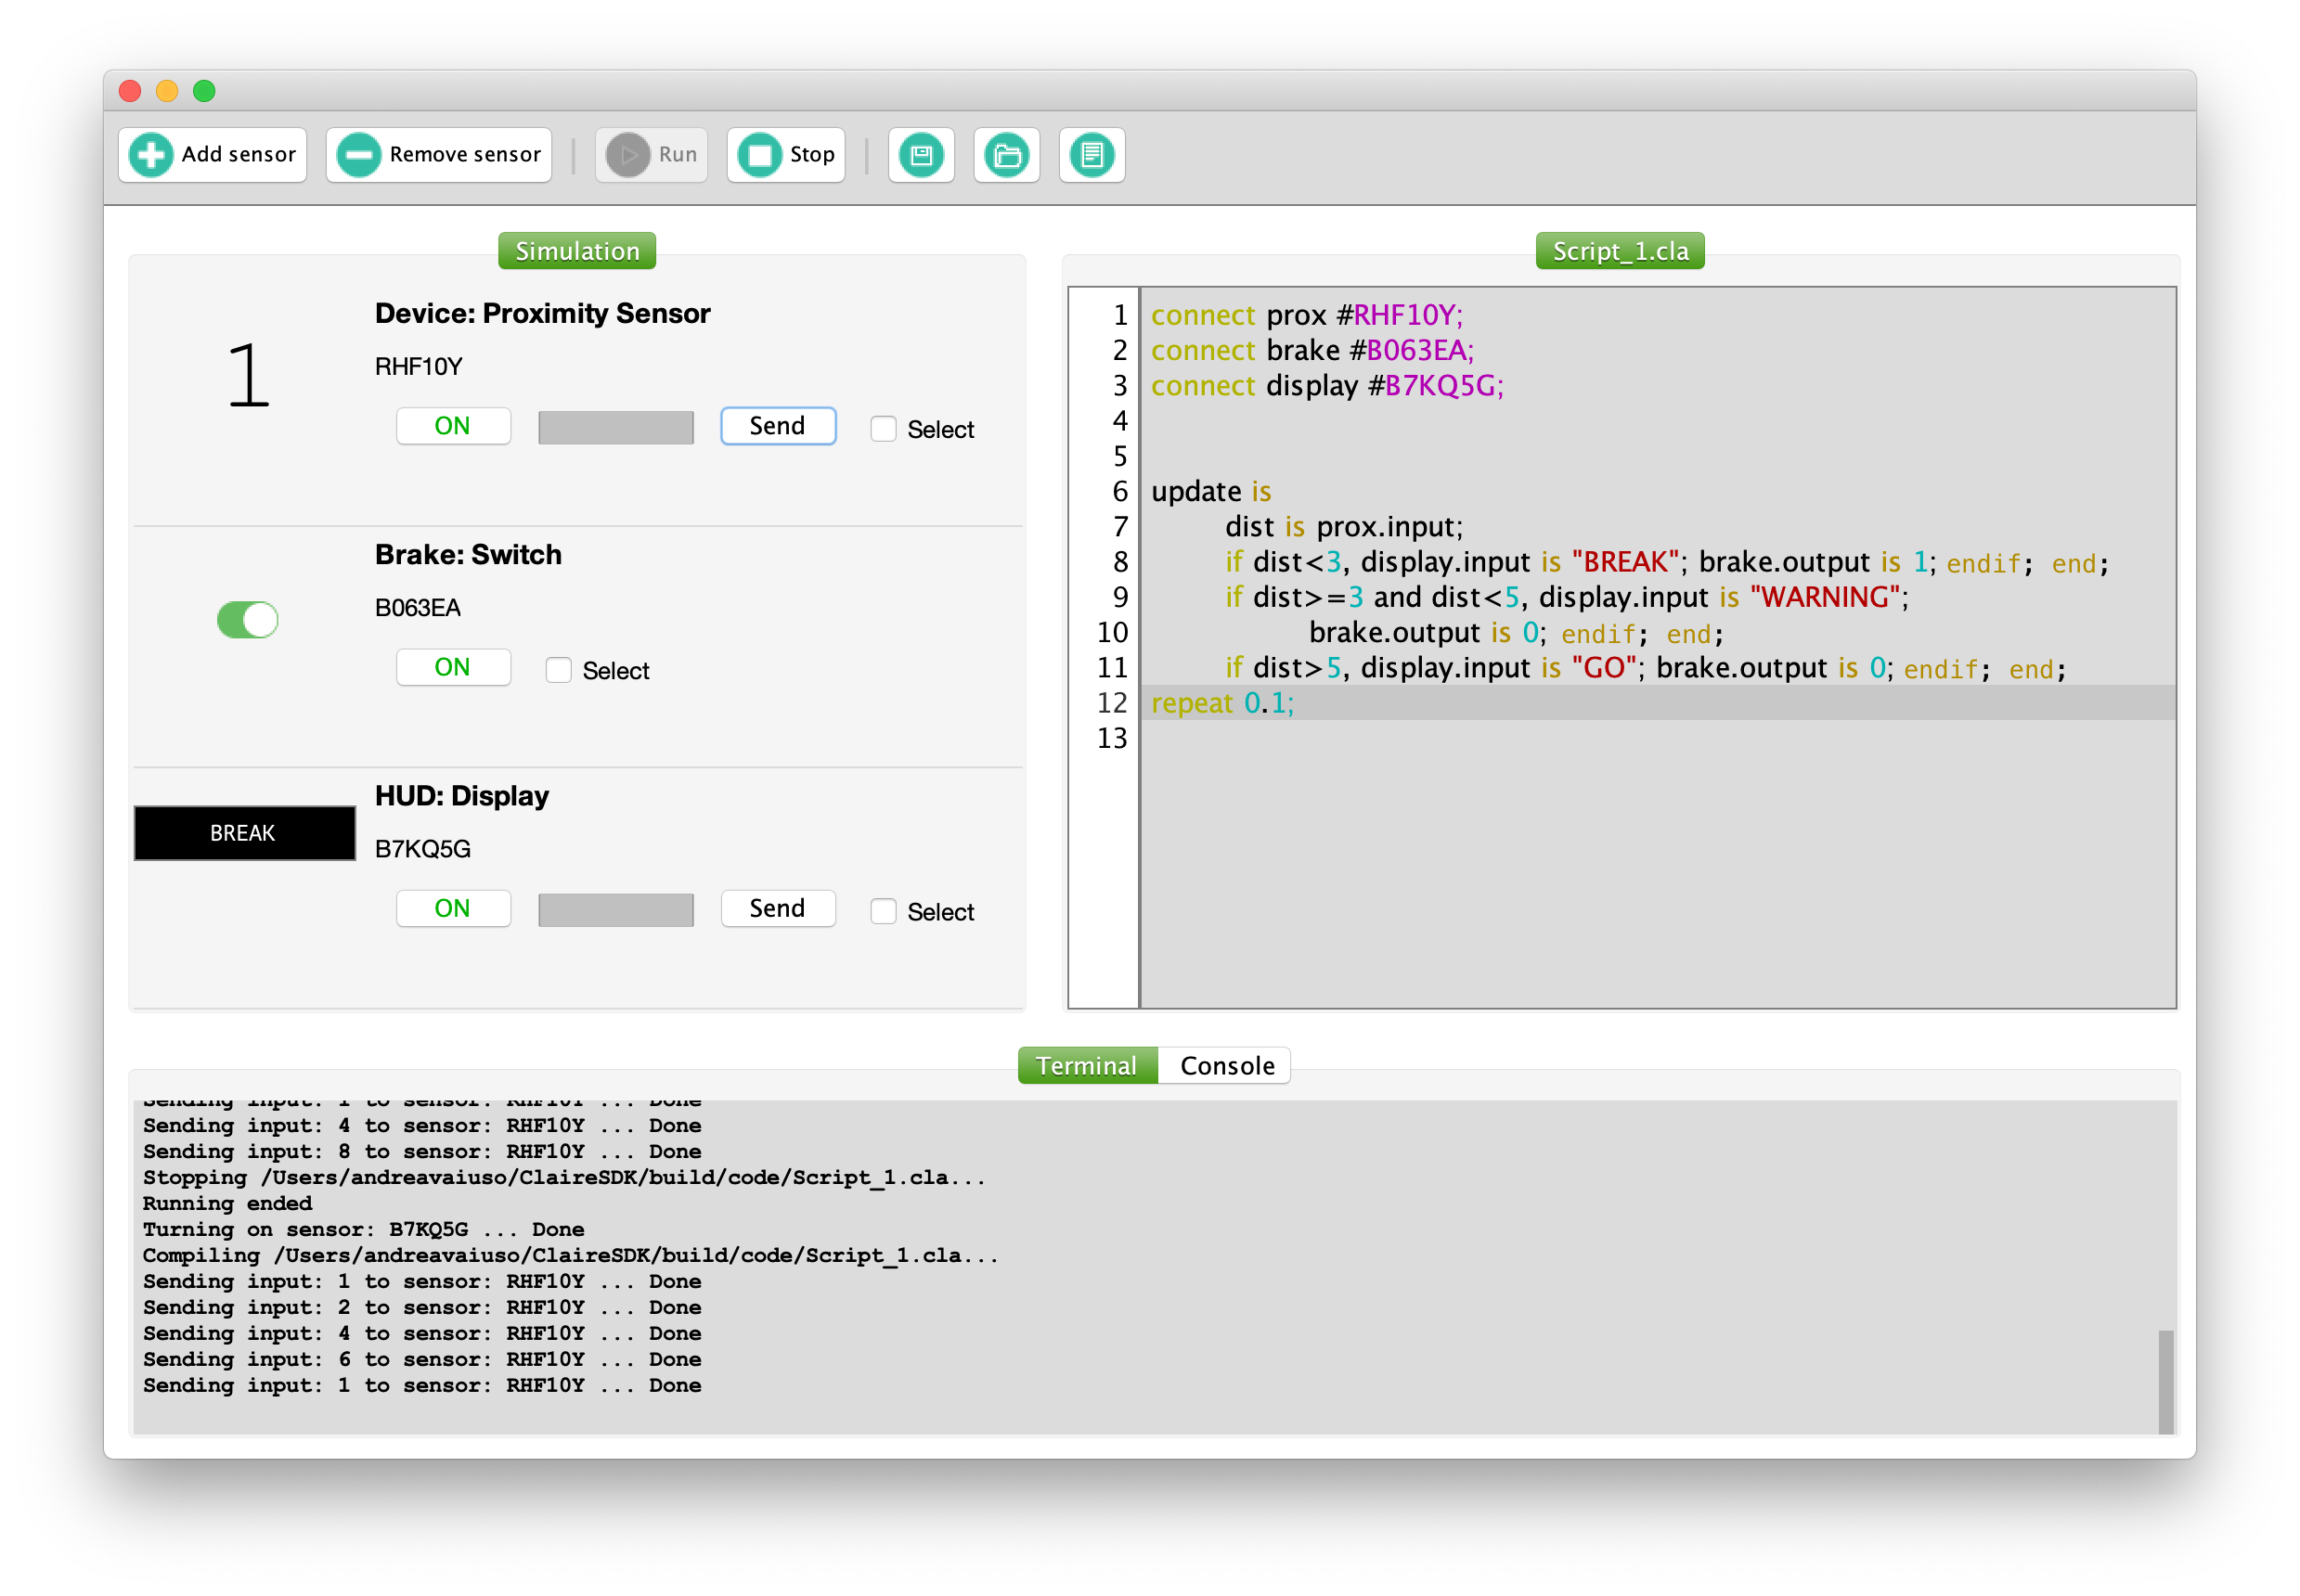 Add sensor Remove sensor Run Stop
Simulation
1
Device: Proximity Sensor
RHF10Y
ON Send Select
Brake: Switch
B063EA
ON Select
HUD: Display
BREAK
B7KQ5G
ON Send Select
Script_1.cla
1 connect prox #RHF10Y;
2 connect brake #B063EA;
3 connect display #B7KQ5G;
4
5
6 update is
7 dist is prox.input;
8 if dist<3, display.input is "BREAK"; brake.output is 1; endif; end;
9 if dist>=3 and dist<5, display.input is "WARNING";
10 brake.output is 0; endif; end;
11 if dist>5, display.input is "GO"; brake.output is 0; endif; end;
12 repeat 0.1;
13
Terminal Console
Sending input: 1 to sensor: RHF10Y ... Done
Sending input: 4 to sensor: RHF10Y ... Done
Sending input: 8 to sensor: RHF10Y ... Done
Stopping /Users/andreavaiuso/ClaireSDK/build/code/Script_1.cla...
Running ended
Turning on sensor: B7KQ5G ... Done
Compiling /Users/andreavaiuso/ClaireSDK/build/code/Script_1.cla...
Sending input: 1 to sensor: RHF10Y ... Done
Sending input: 2 to sensor: RHF10Y ... Done
Sending input: 4 to sensor: RHF10Y ... Done
Sending input: 6 to sensor: RHF10Y ... Done
Sending input: 1 to sensor: RHF10Y ... Done